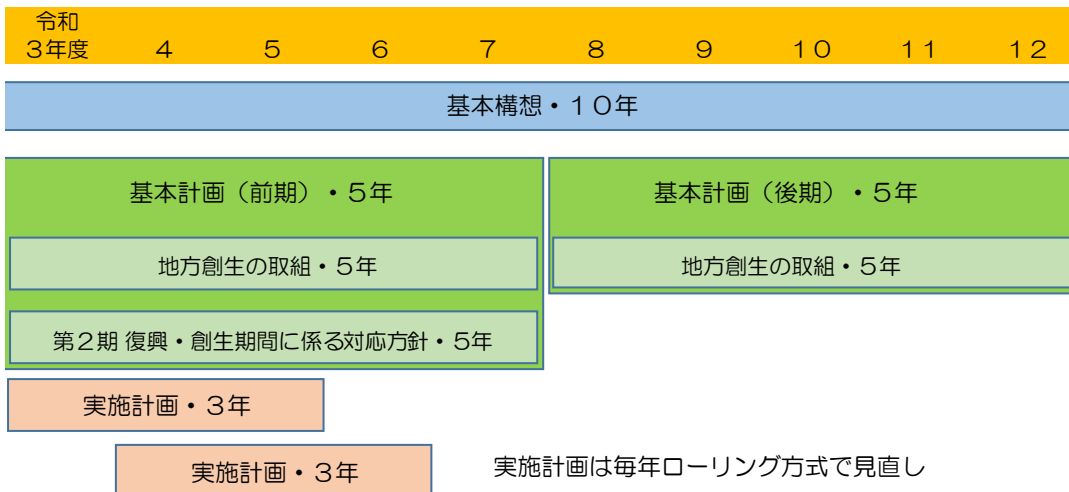 令和
3年度 4 5 6 7 8 9 10 11 12
基本構想・10年
基本計画（前期）・5年 基本計画（後期）・5年
地方創生の取組・5年 地方創生の取組・5年
第2期 復興・創生期間に係る対応方針・5年
実施計画・3年
実施計画・3年 実施計画は毎年ローリング方式で見直し